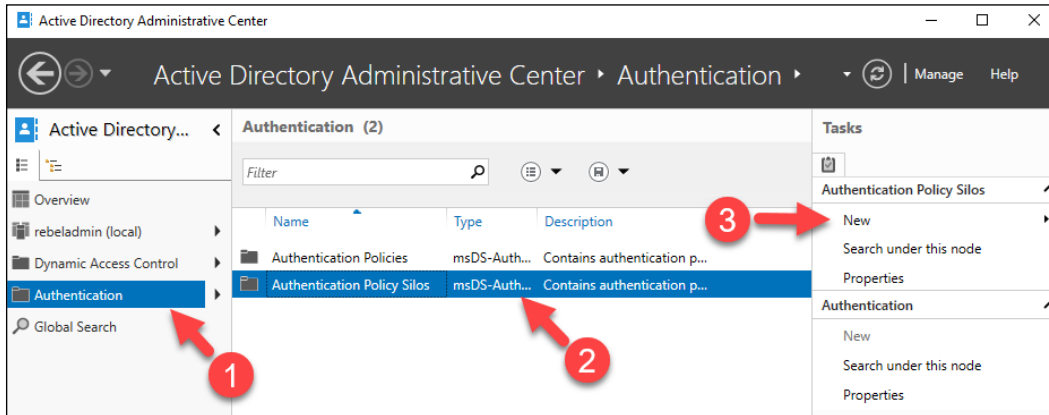 Active Directory Administrative Center
Active Directory Administrative Center • Authentication •
Manage
Help
Active Directory...
Overview
rebeladmin (local)
Dynamic Access Control
Authentication
Global Search
1
Authentication (2)
Filter
Name Type Description
Authentication Policies msDS-Auth... Contains authentication p...
Authentication Policy Silos msDS-Auth... Contains authentication p...
2
3
Tasks
Authentication Policy Silos
New
Search under this node
Properties
Authentication
New
Search under this node
Properties